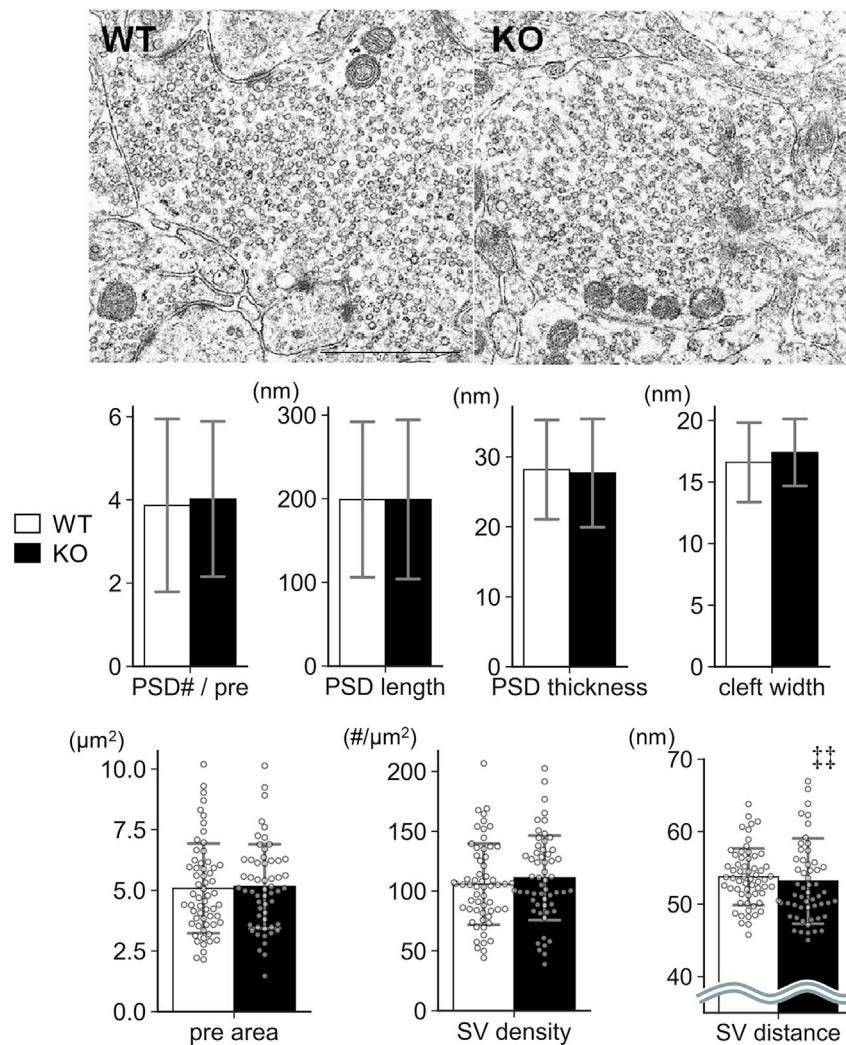 WT
KO
(nm)
(nm)
(nm)
6
4
2
0
300
200
100
0
30
20
10
0
20
15
10
5
0
WT
KO
PSD# / pre
PSD length
PSD thickness
cleft width
(µm²)
(#/µm²)
(nm)
10.0
7.5
5.0
2.5
0.0
200
150
100
50
0
70
60
50
40
‡‡
‡‡
pre area
SV density
SV distance